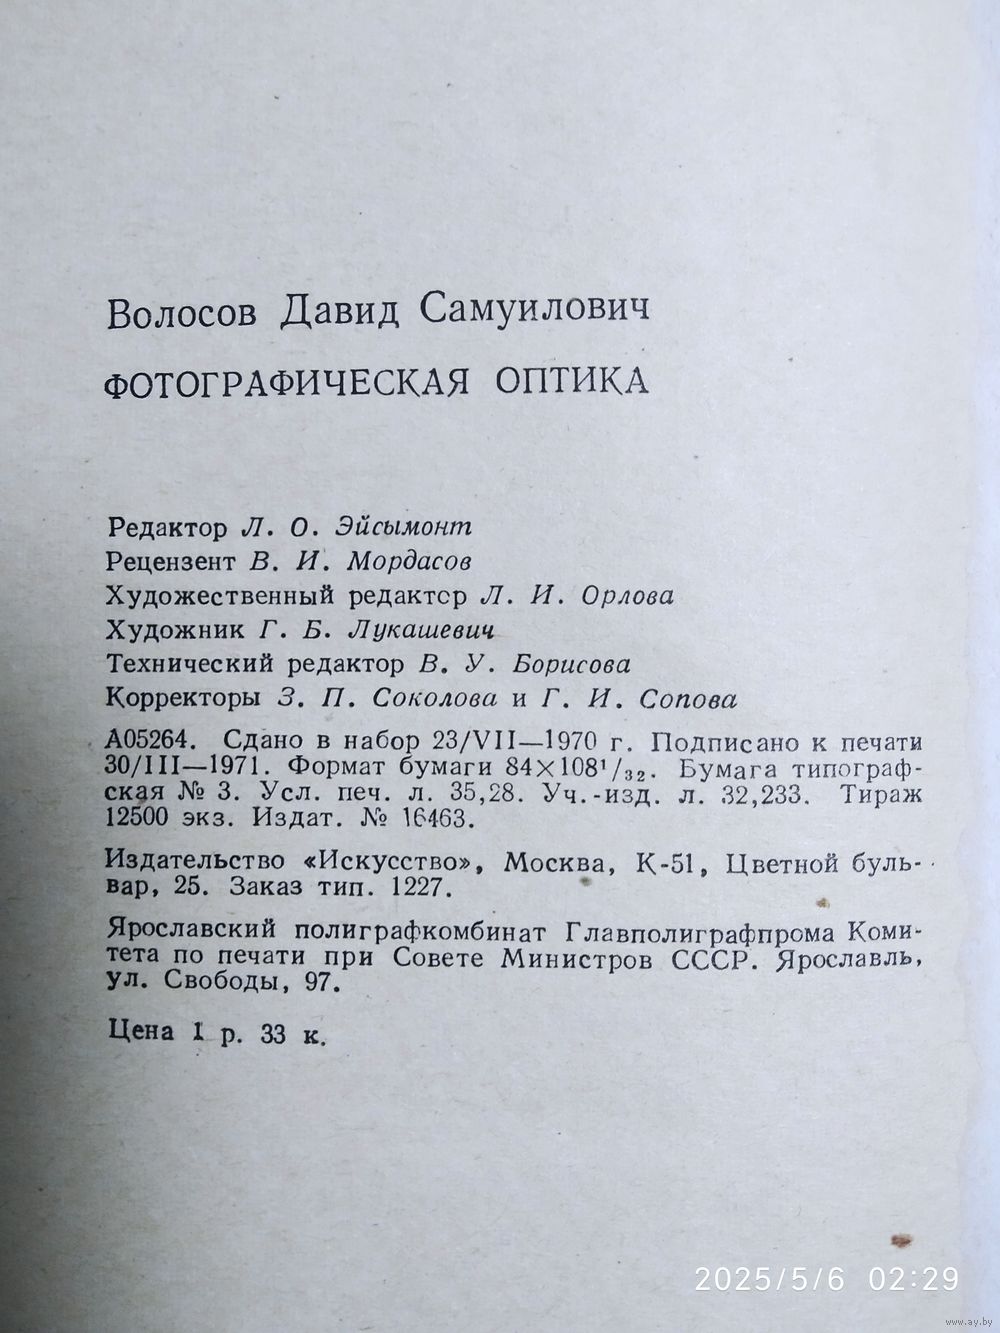 Волосов Давид Самуилович
ФОТОГРАФИЧЕСКАЯ ОПТИКА
Редактор Л. О. Эйсымонт
Рецензент В. И. Мордасов
Художественный редактор Л. И. Орлова
Художник Г. Б. Лукашевич
Технический редактор В. У. Борисова
Корректоры З. П. Соколова и Г. И. Сопова
А05264. Сдано в набор 23/VII—1970 г. Подписано к печати
30/III—1971. Формат бумаги 84×108¹/₃₂. Бумага типограф-
ская № 3. Усл. печ. л. 35,28. Уч.-изд. л. 32,233. Тираж
12500 экз. Издат. № 16463.
Издательство «Искусство», Москва, К-51, Цветной буль-
вар, 25. Заказ тип. 1227.
Ярославский полиграфкомбинат Главполиграфпрома Коми-
тета по печати при Совете Министров СССР. Ярославль,
ул. Свободы, 97.
Цена 1 р. 33 к.
2025/5/6 02:29
www.ay.by